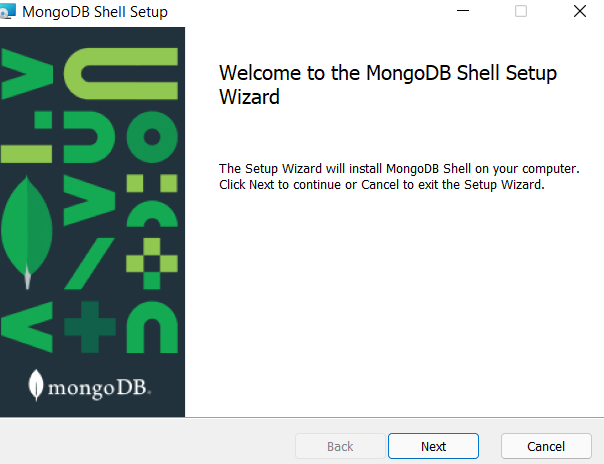 MongoDB Shell Setup
Welcome to the MongoDB Shell Setup
Wizard
The Setup Wizard will install MongoDB Shell on your computer.
Click Next to continue or Cancel to exit the Setup Wizard.
mongoDB.
Back
Next
Cancel